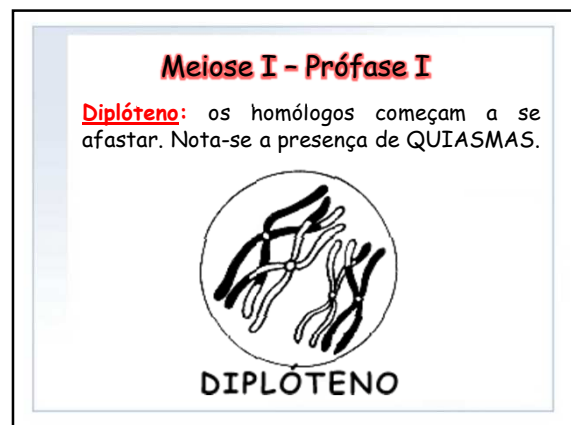 Meiose I – Prófase I
Diplóteno: os homólogos começam a se
afastar. Nota-se a presença de QUIASMAS.
DIPLÓTENO